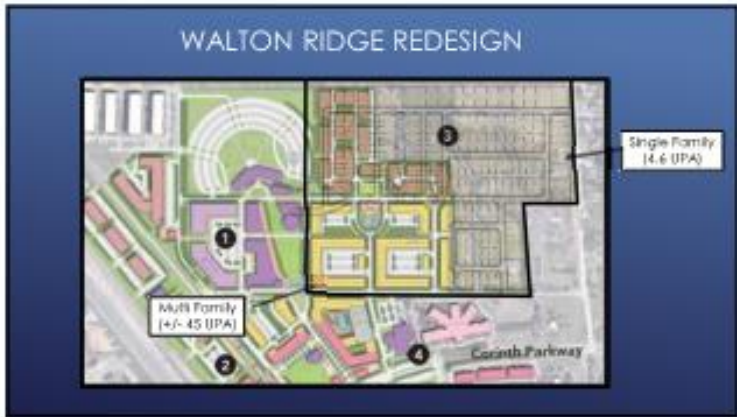 WALTON RIDGE REDESIGN
3
Single Family
(4.6 UPA)
1
Multi Family
(+/- 45 UPA)
2
4
Corinth Parkway